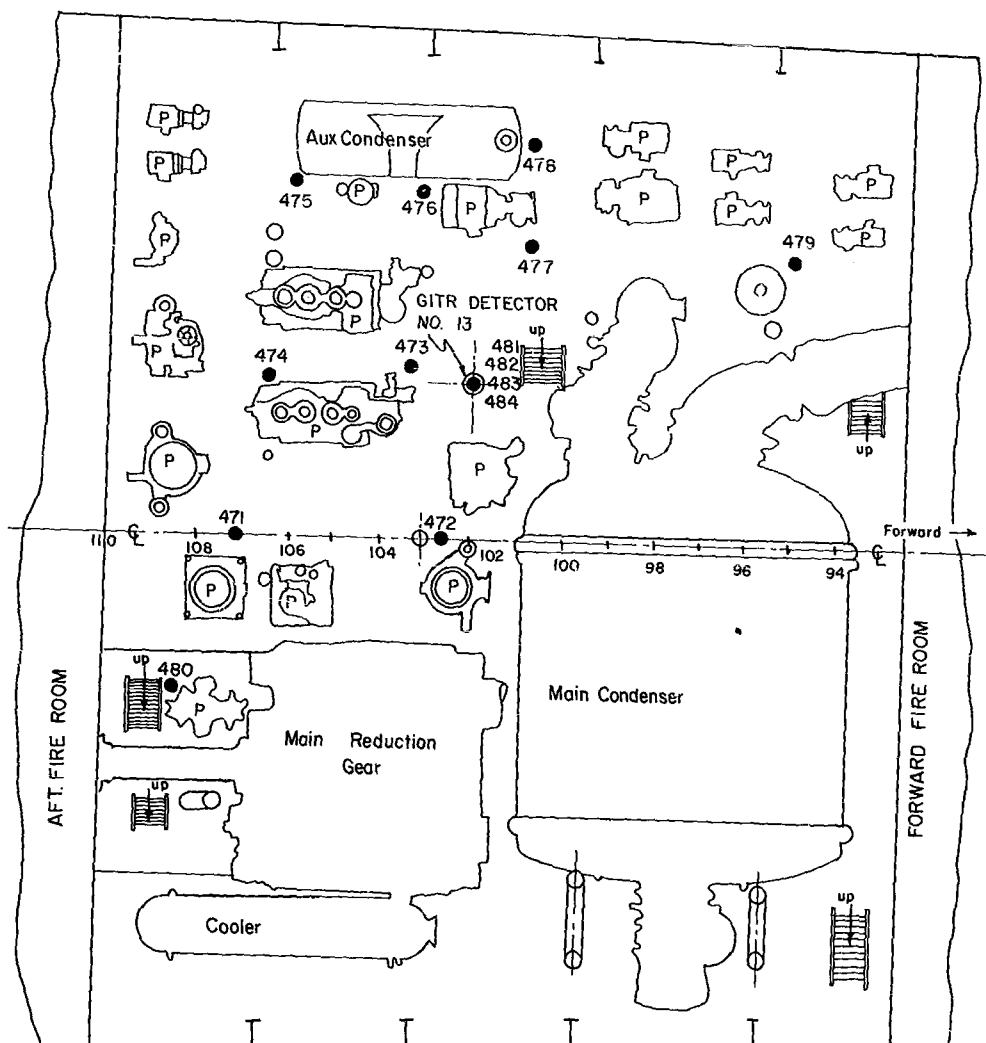 P
Aux Condenser
P
478
P
P
P
P
475
P
476
P
P
P
P
P
477
479
GITR DETECTOR
NO. 13
up
P
P
473
481
482
483
484
474
P
P
P
up
471
472
Forward
110
℄
108
106
104
102
100
98
96
94
℄
P
P
P
up
480
P
Main Condenser
Main Reduction
Gear
up
AFT. FIRE ROOM
FORWARD FIRE ROOM
up
Cooler